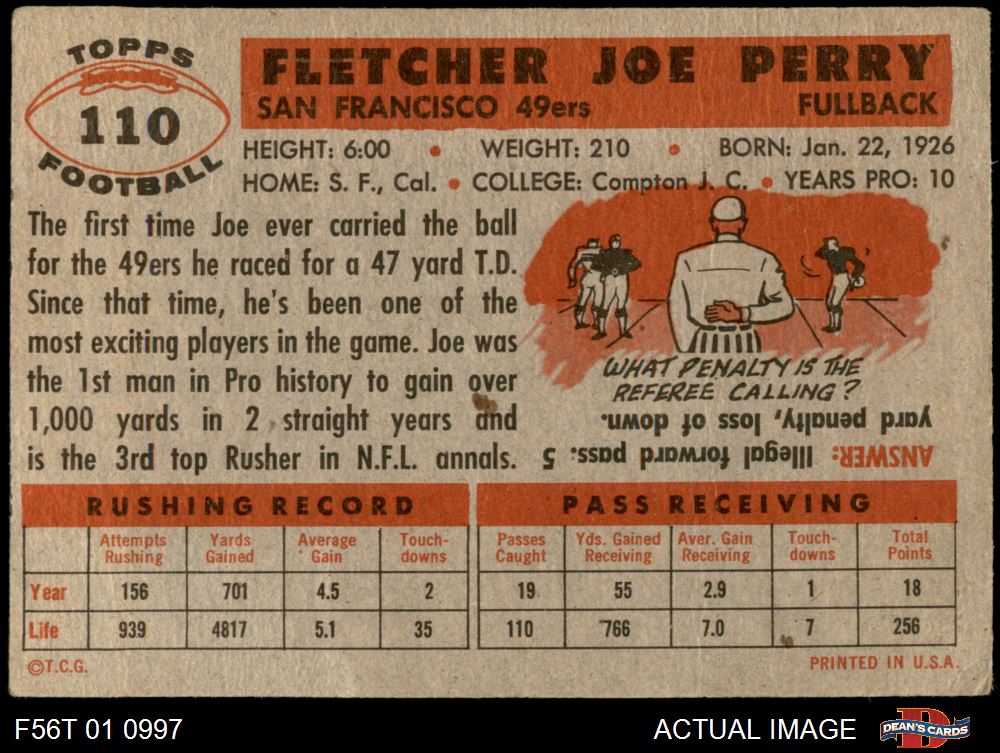 TOPPS
110
FOOTBALL
FLETCHER JOE PERRY
SAN FRANCISCO 49ers FULLBACK
HEIGHT: 6:00 • WEIGHT: 210 • BORN: Jan. 22, 1926
HOME: S. F., Cal. • COLLEGE: Compton J. C. • YEARS PRO: 10
The first time Joe ever carried the ball
for the 49ers he raced for a 47 yard T.D.
Since that time, he's been one of the
most exciting players in the game. Joe was
the 1st man in Pro history to gain over
1,000 yards in 2 straight years and
is the 3rd top Rusher in N.F.L. annals.
WHAT PENALTY IS THE
REFEREE CALLING?
ANSWER: Illegal forward pass. 5
yard penalty, loss of down.
RUSHING RECORD
Attempts Rushing Yards Gained Average Gain Touch-downs
Year 156 701 4.5 2
Life 939 4817 5.1 35
PASS RECEIVING
Passes Caught Yds. Gained Receiving Aver. Gain Receiving Touch-downs Total Points
19 55 2.9 1 18
110 766 7.0 7 256
©T.C.G. PRINTED IN U.S.A.
F56T 01 0997 ACTUAL IMAGE DEAN'S CARDS